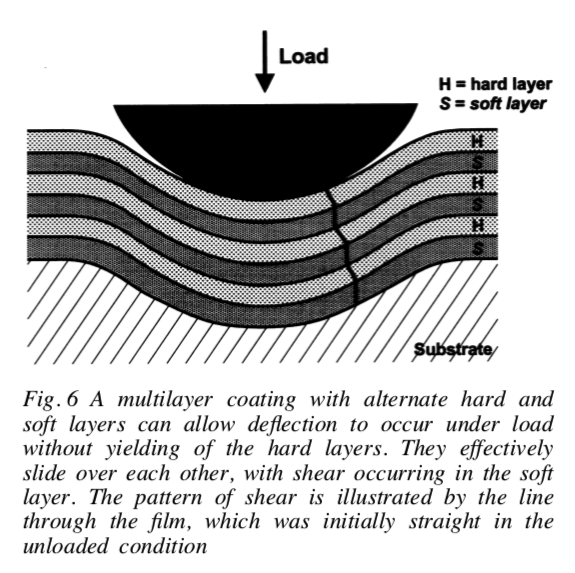 Load
H = hard layer
S = soft layer
H
S
H
S
H
S
Substrate
Fig. 6 A multilayer coating with alternate hard and
soft layers can allow deflection to occur under load
without yielding of the hard layers. They effectively
slide over each other, with shear occurring in the soft
layer. The pattern of shear is illustrated by the line
through the film, which was initially straight in the
unloaded condition